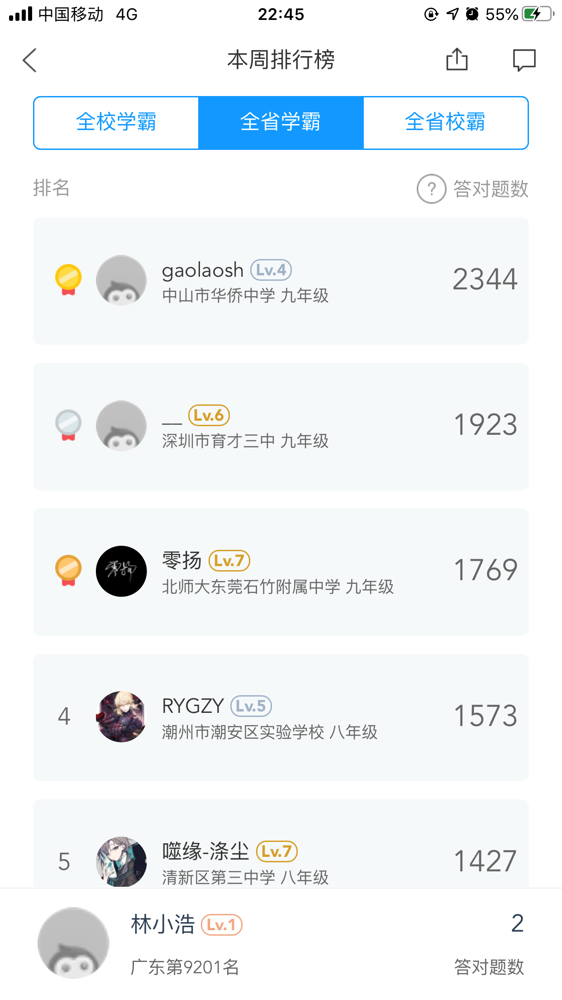 中国移动 4G 22:45 55%
本周排行榜
全校学霸 全省学霸 全省校霸
排名 ? 答对题数
gaolaosh Lv.4 2344
中山市华侨中学 九年级
__ Lv.6 1923
深圳市育才三中 九年级
零扬 零扬 Lv.7 1769
北师大东莞石竹附属中学 九年级
4 RYGZY Lv.5 1573
潮州市潮安区实验学校 八年级
5 噬缘-涤尘 Lv.7 1427
清新区第三中学 八年级
林小浩 Lv.1 2
广东第9201名 答对题数